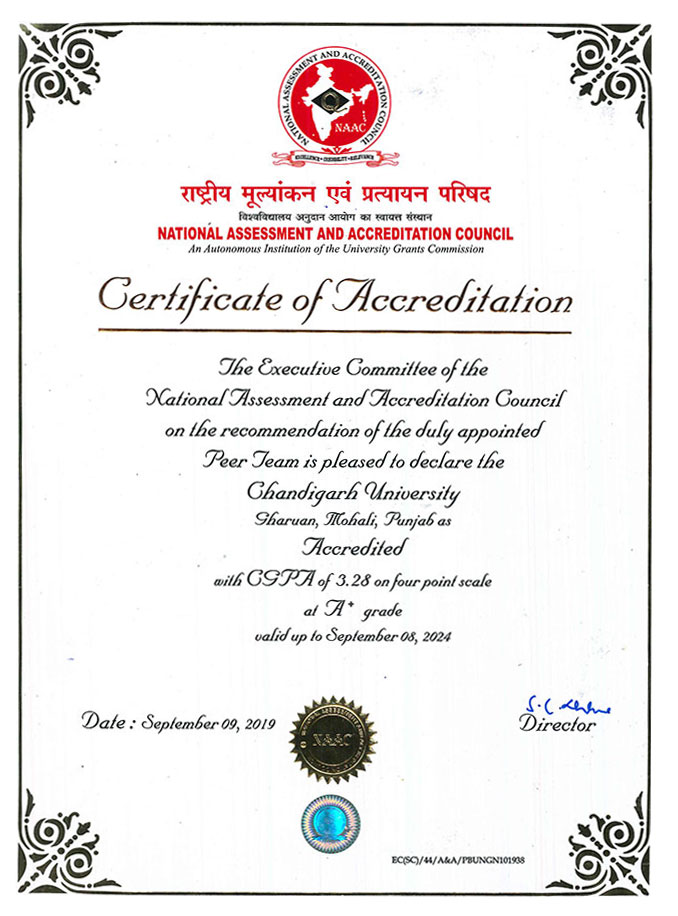 NATIONAL ASSESSMENT AND ACCREDITATION COUNCIL
NAAC
EXCELLENCE • CREDIBILITY • RELEVANCE
राष्ट्रीय मूल्यांकन एवं प्रत्यायन परिषद
विश्वविद्यालय अनुदान आयोग का स्वायत्त संस्थान
NATIONAL ASSESSMENT AND ACCREDITATION COUNCIL
An Autonomous Institution of the University Grants Commission
Certificate of Accreditation
The Executive Committee of the
National Assessment and Accreditation Council
on the recommendation of the duly appointed
Peer Team is pleased to declare the
Chandigarh University
Gharuan, Mohali, Punjab as
Accredited
with CGPA of 3.28 on four point scale
at A+ grade
valid up to September 08, 2024
Date : September 09, 2019
NAAC
Director
EC(SC)/44/A&A/PBUNGN101938